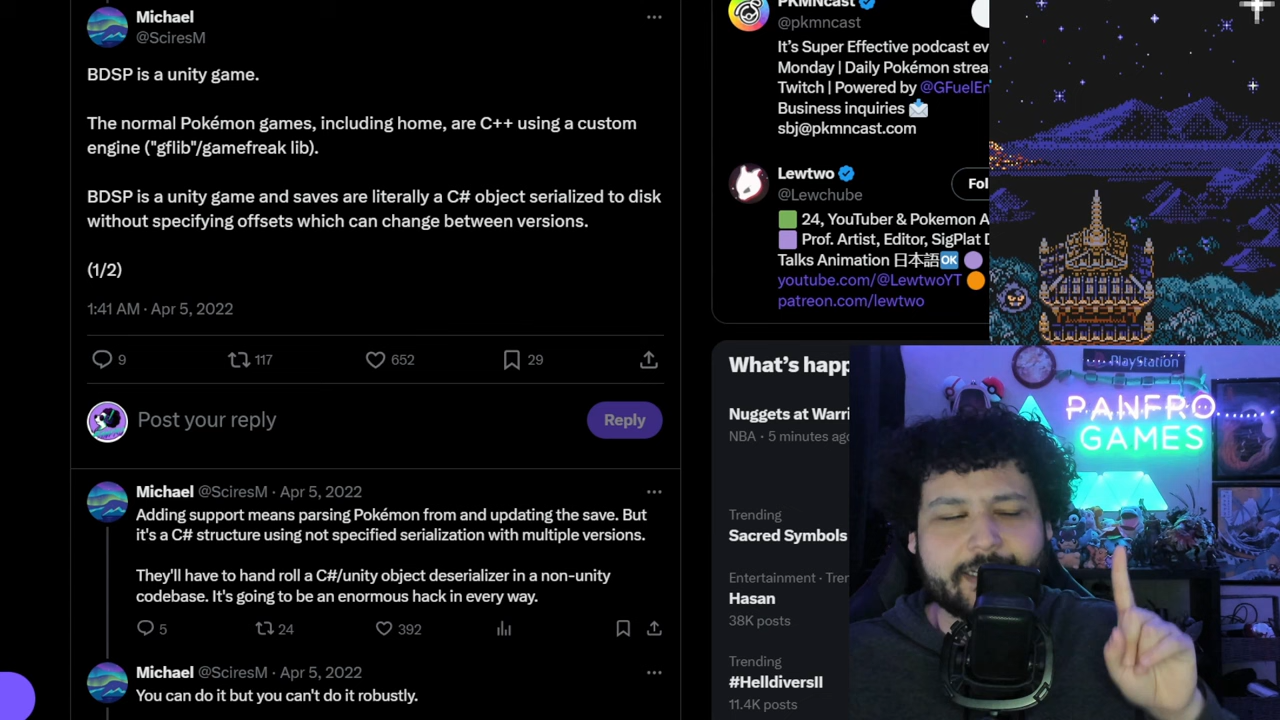 Michael
@SciresM
BDSP is a unity game.
The normal Pokémon games, including home, are C++ using a custom
engine ("gflib"/gamefreak lib).
BDSP is a unity game and saves are literally a C# object serialized to disk
without specifying offsets which can change between versions.
(1/2)
1:41 AM · Apr 5, 2022
9
117
652
29
Post your reply
Reply
Michael @SciresM · Apr 5, 2022
Adding support means parsing Pokémon from and updating the save. But
it's a C# structure using not specified serialization with multiple versions.
They'll have to hand roll a C#/unity object deserializer in a non-unity
codebase. It's going to be an enormous hack in every way.
5
24
392
Michael @SciresM · Apr 5, 2022
You can do it but you can't do it robustly.
PKMNcast
@pkmncast
It's Super Effective podcast ev
Monday | Daily Pokémon strea
Twitch | Powered by @GFuelEn
Business inquiries 📩
sbj@pkmncast.com
Lewtwo
@Lewchube
Fol
🟩 24, YouTuber & Pokemon A
🟪 Prof. Artist, Editor, SigPlat D
Talks Animation 日本語🆗 🟣
youtube.com/@LewtwoYT 🟠
patreon.com/lewtwo
What's happ
Nuggets at Warri
NBA · 5 minutes ago
Trending
Sacred Symbols
Entertainment · Tren
Hasan
38K posts
Trending
#HelldiversII
11.4K posts
PlayStation
PANFRO
GAMES